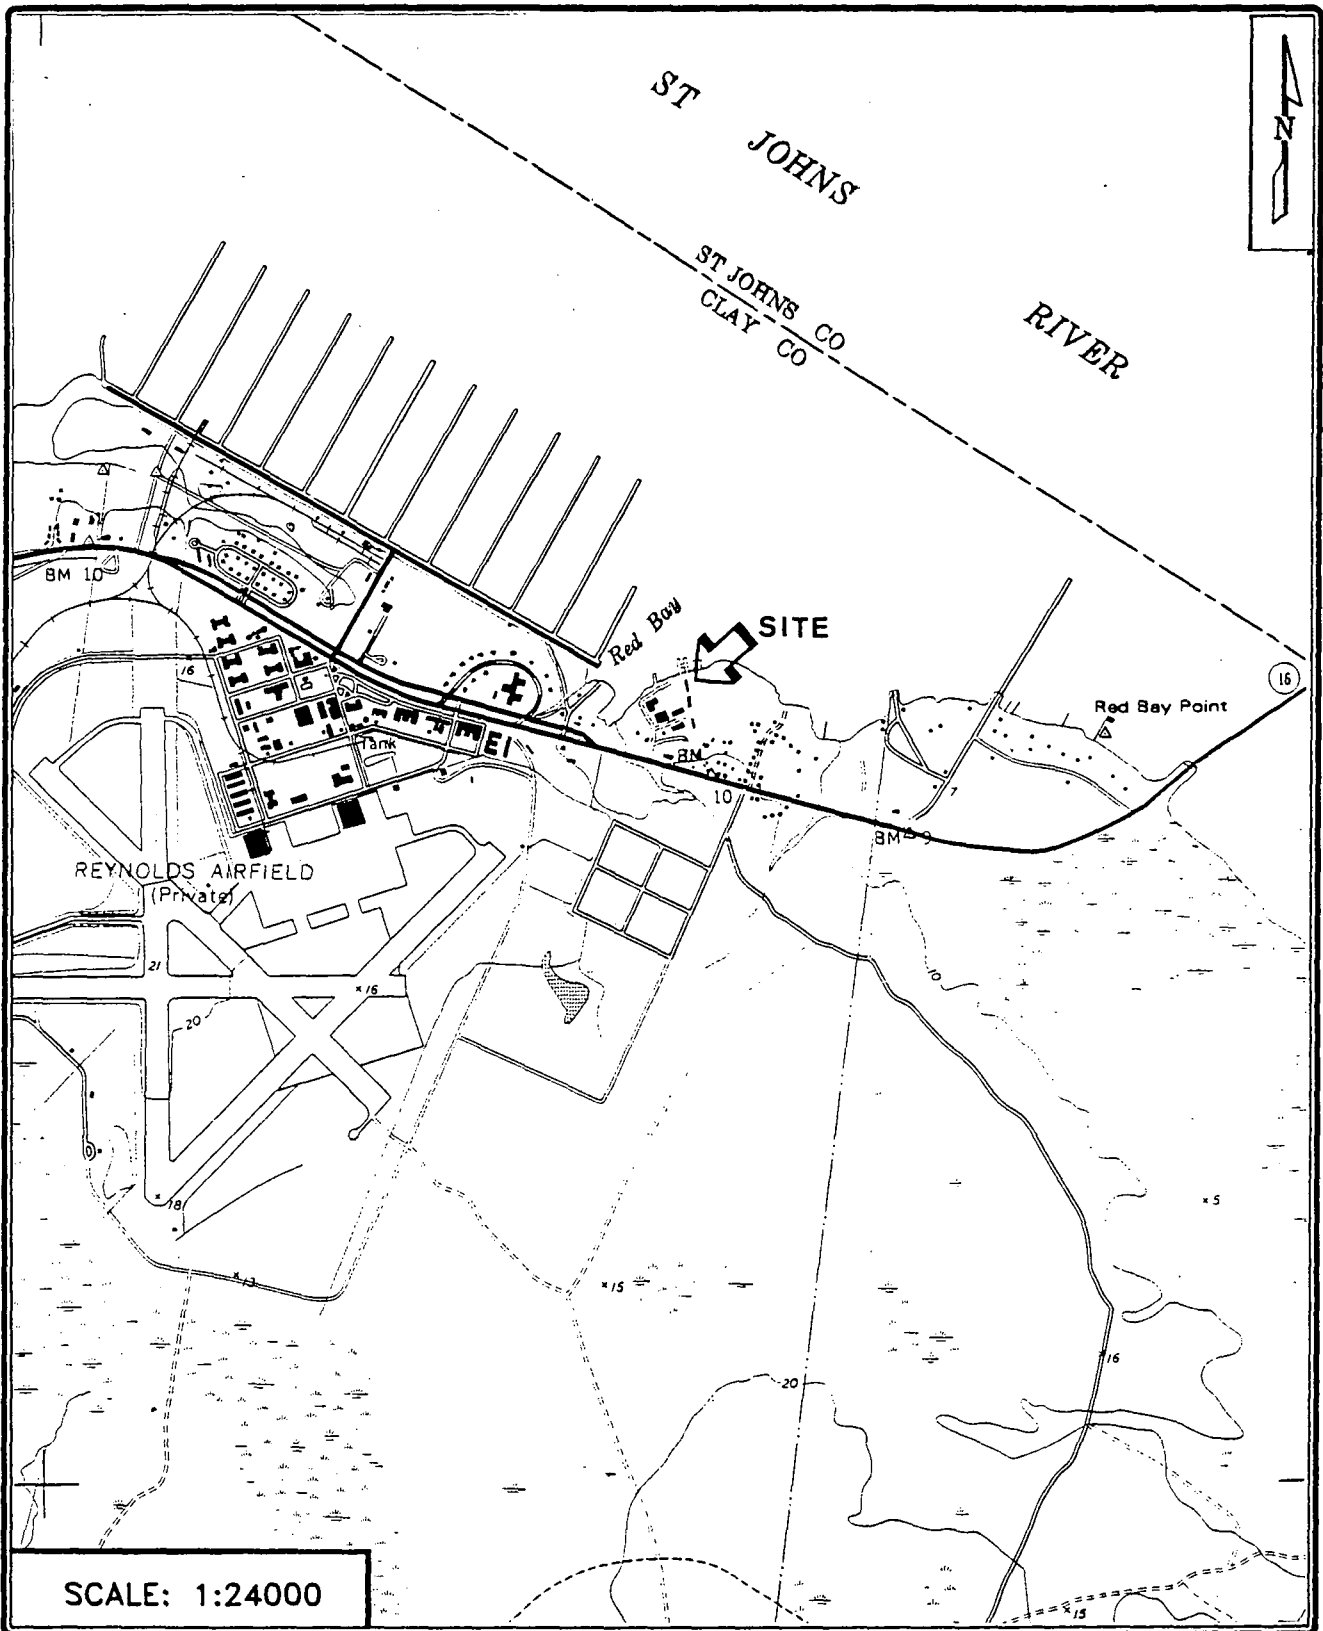 ST
JOHNS
RIVER
N
ST JOHNS CO
CLAY CO
Red Bay
SITE
16
Red Bay Point
BM 10
16
Tank
BM
10
7
BM 9
REYNOLDS AIRFIELD
(Private)
21
16
20
10
18
5
13
15
16
20
15
SCALE: 1:24000